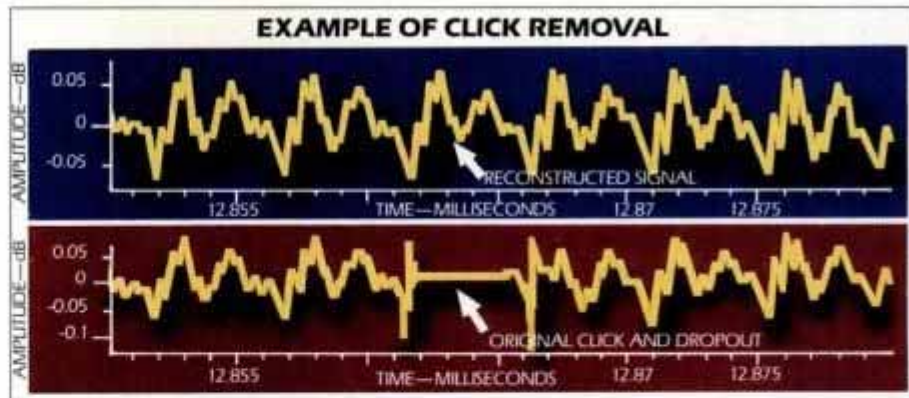 EXAMPLE OF CLICK REMOVAL
AMPLITUDE—dB
0.05
0
-0.05
RECONSTRUCTED SIGNAL
12.855 TIME—MILLISECONDS 12.87 12.875
AMPLITUDE—dB
0.05
0
-0.05
-0.1
ORIGINAL CLICK AND DROPOUT
12.855 TIME—MILLISECONDS 12.87 12.875